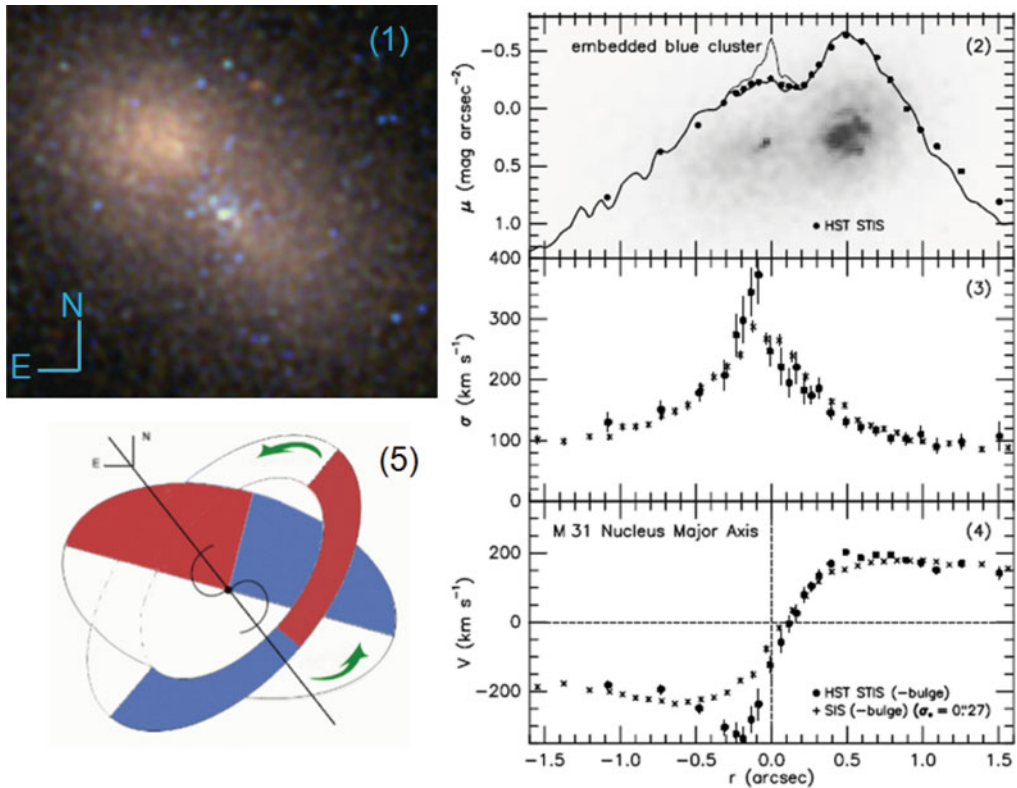 (1)
N
E
−0.5
0.0
0.5
1.0
μ (mag arcsec⁻²)
embedded blue cluster
(2)
● HST STIS
400
300
200
100
0
σ (km s⁻¹)
(3)
(5)
N
E
M 31 Nucleus Major Axis
(4)
200
0
−200
V (km s⁻¹)
● HST STIS (−bulge)
+ SIS (−bulge) (σ* = 0".27)
−1.5 −1.0 −0.5 0.0 0.5 1.0 1.5
r (arcsec)